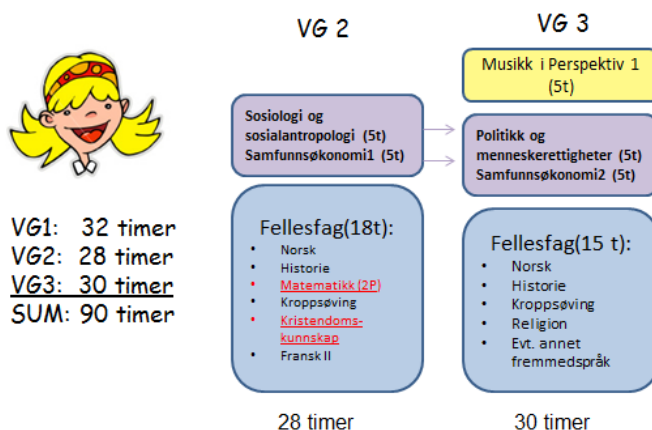 VG 2
VG 3
Musikk i Perspektiv 1
(5t)
Sosiologi og
sosialantropologi (5t)
Samfunnsøkonomi1 (5t)
Politikk og
menneskerettigheter (5t)
Samfunnsøkonomi2 (5t)
VG1: 32 timer
VG2: 28 timer
VG3: 30 timer
SUM: 90 timer
Fellesfag(18t):
• Norsk
• Historie
• Matematikk (2P)
• Kroppsøving
• Kristendoms-
kunnskap
• Fransk II
Fellesfag(15 t):
• Norsk
• Historie
• Kroppsøving
• Religion
• Evt. annet
fremmedspråk
28 timer
30 timer